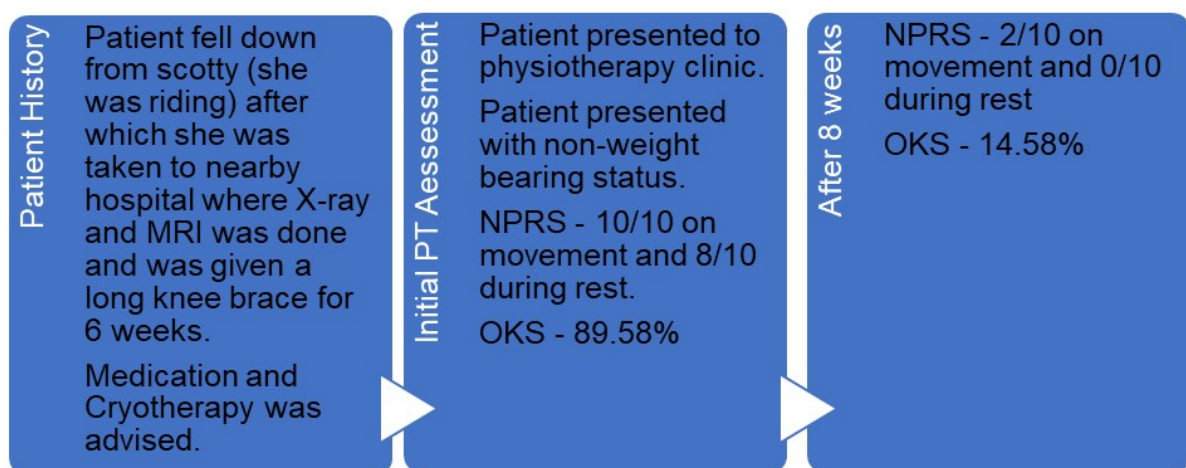 Patient History
Patient fell down
from scotty (she
was riding) after
which she was
taken to nearby
hospital where X-ray
and MRI was done
and was given a
long knee brace for
6 weeks.
Medication and
Cryotherapy was
advised.
Initial PT Aessessment
Patient presented to
physiotherapy clinic.
Patient presented
with non-weight
bearing status.
NPRS - 10/10 on
movement and 8/10
during rest.
OKS - 89.58%
After 8 weeks
NPRS - 2/10 on
movement and 0/10
during rest
OKS - 14.58%